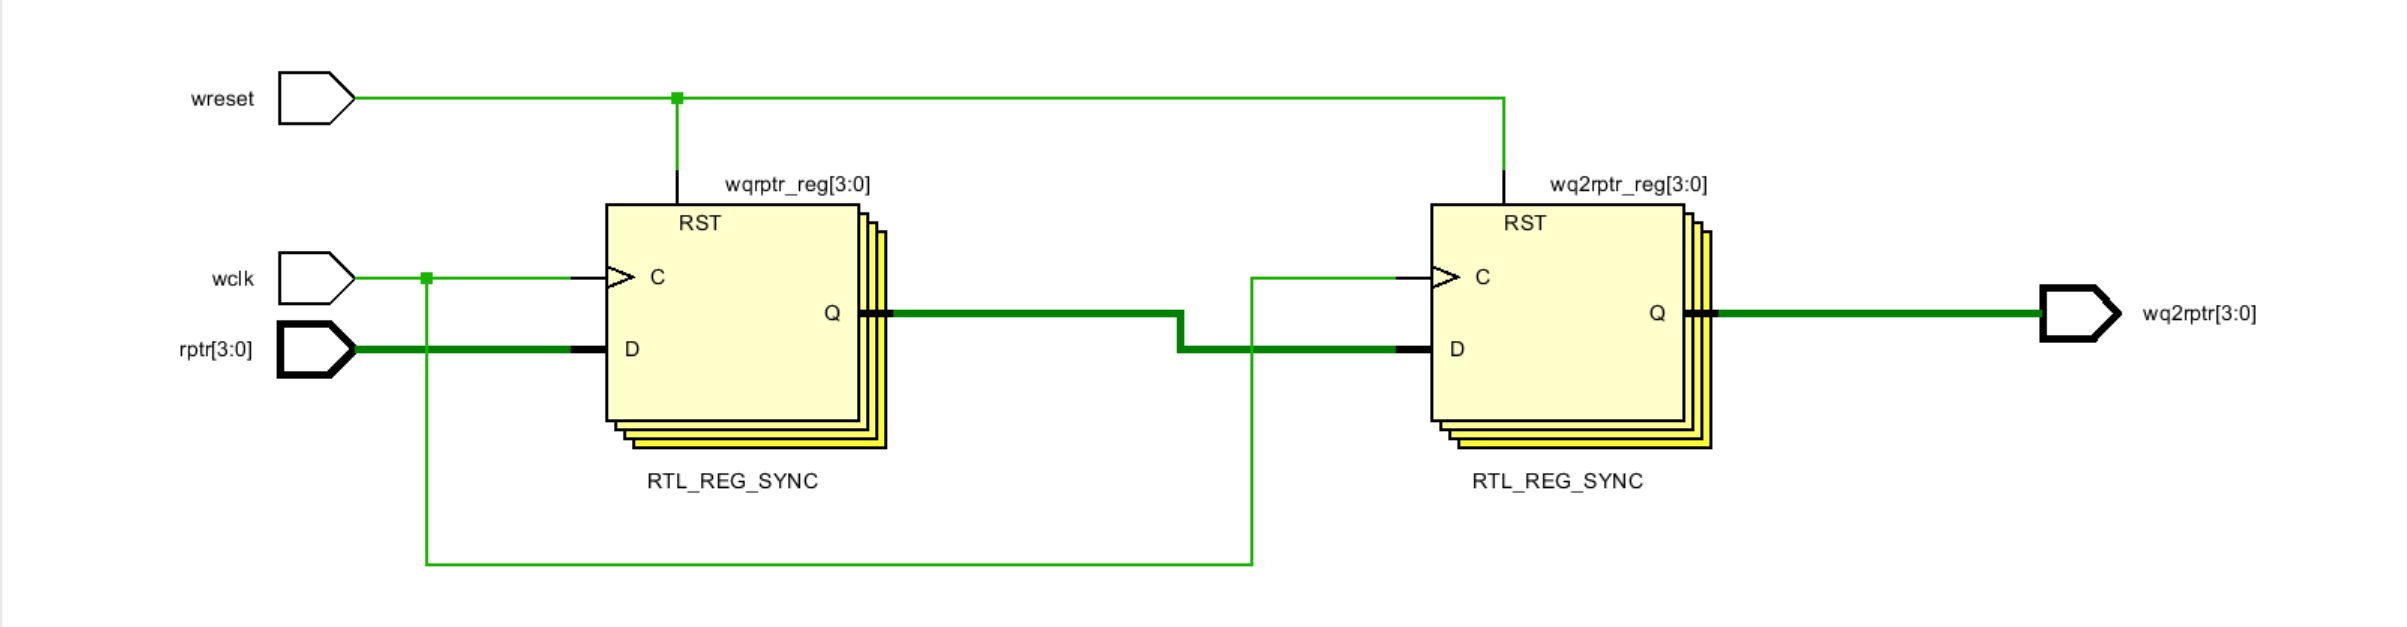 wreset
wqrptr_reg[3:0]
wq2rptr_reg[3:0]
RST
RST
wclk
C
C
Q
Q
wq2rptr[3:0]
rptr[3:0]
D
D
RTL_REG_SYNC
RTL_REG_SYNC